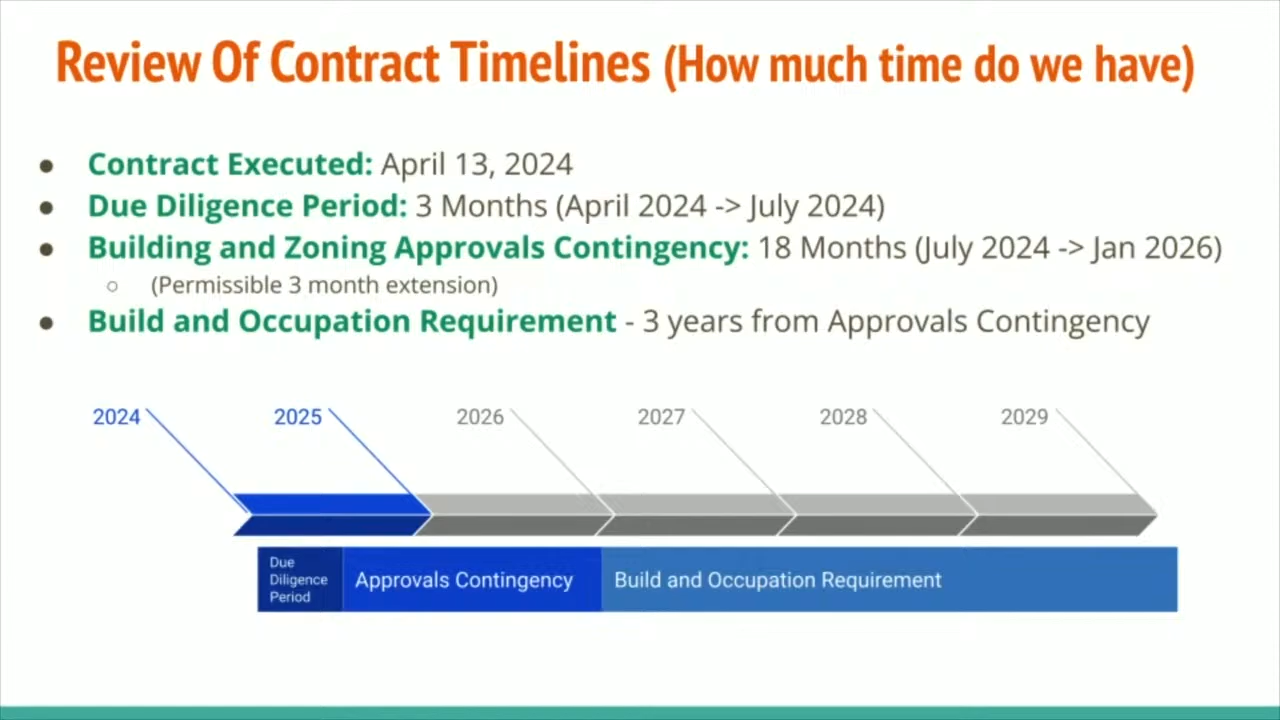 Review Of Contract Timelines (How much time do we have)
● Contract Executed: April 13, 2024
● Due Diligence Period: 3 Months (April 2024 -> July 2024)
● Building and Zoning Approvals Contingency: 18 Months (July 2024 -> Jan 2026)
○ (Permissible 3 month extension)
● Build and Occupation Requirement - 3 years from Approvals Contingency
2024 2025 2026 2027 2028 2029
Due
Diligence
Period
Approvals Contingency
Build and Occupation Requirement